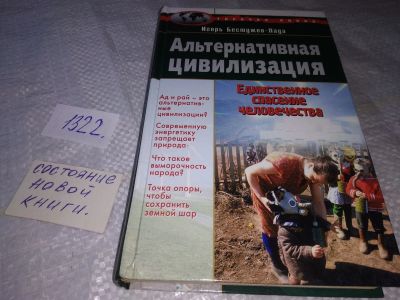 Игорь Бестужев-Лада
Альтернативная
цивилизация
Единственное
спасение
человечества
Ад и рай – это
альтернатив-
ные
цивилизации?
Современную
энергетику
запрещает
природа
Что такое
вымарочность
народа?
Точка опоры,
чтобы
сохранить
земной шар
1322.
состояние
новой
книги.